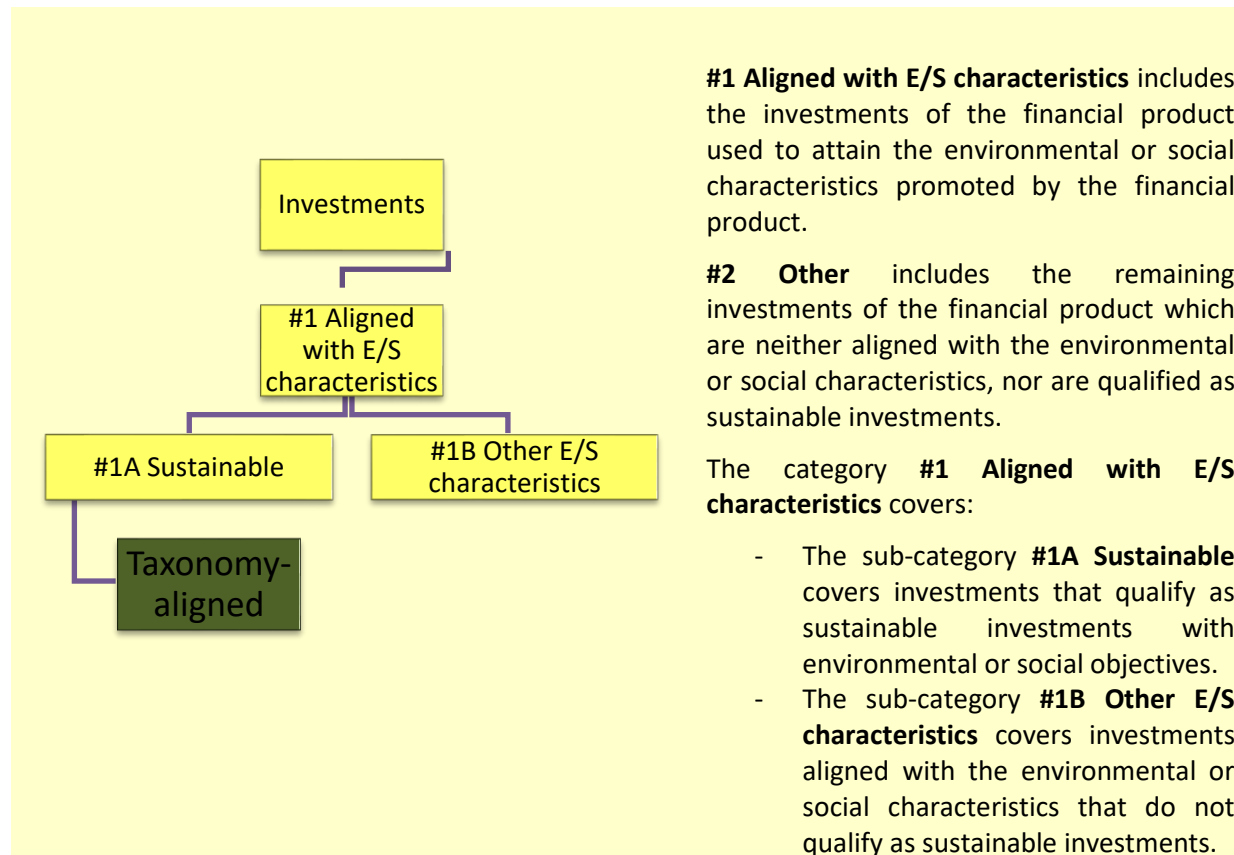 Investments
#1 Aligned
with E/S
characteristics
#1A Sustainable
#1B Other E/S
characteristics
Taxonomy-
aligned
#1 Aligned with E/S characteristics includes
the investments of the financial product
used to attain the environmental or social
characteristics promoted by the financial
product.
#2 Other includes the remaining
investments of the financial product which
are neither aligned with the environmental
or social characteristics, nor are qualified as
sustainable investments.
The category #1 Aligned with E/S
characteristics covers:
- The sub-category #1A Sustainable
covers investments that qualify as
sustainable investments with
environmental or social objectives.
- The sub-category #1B Other E/S
characteristics covers investments
aligned with the environmental or
social characteristics that do not
qualify as sustainable investments.